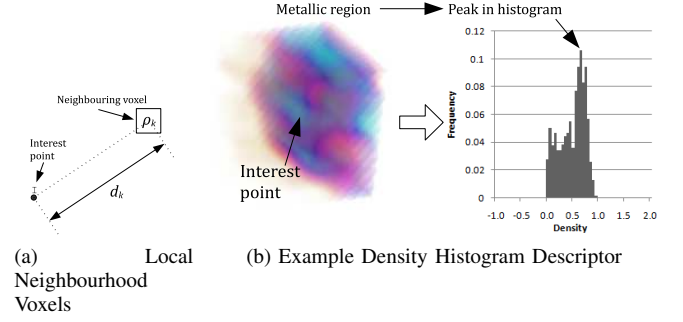 Metallic region
Peak in histogram
Neighbouring voxel
ρk
Interest
point
I
dk
Interest
point
Frequency
0.12
0.1
0.08
0.06
0.04
0.02
0
-1.0 -0.5 0.0 0.5 1.0 1.5 2.0
Density
(a) Local
Neighbourhood
Voxels
(b) Example Density Histogram Descriptor